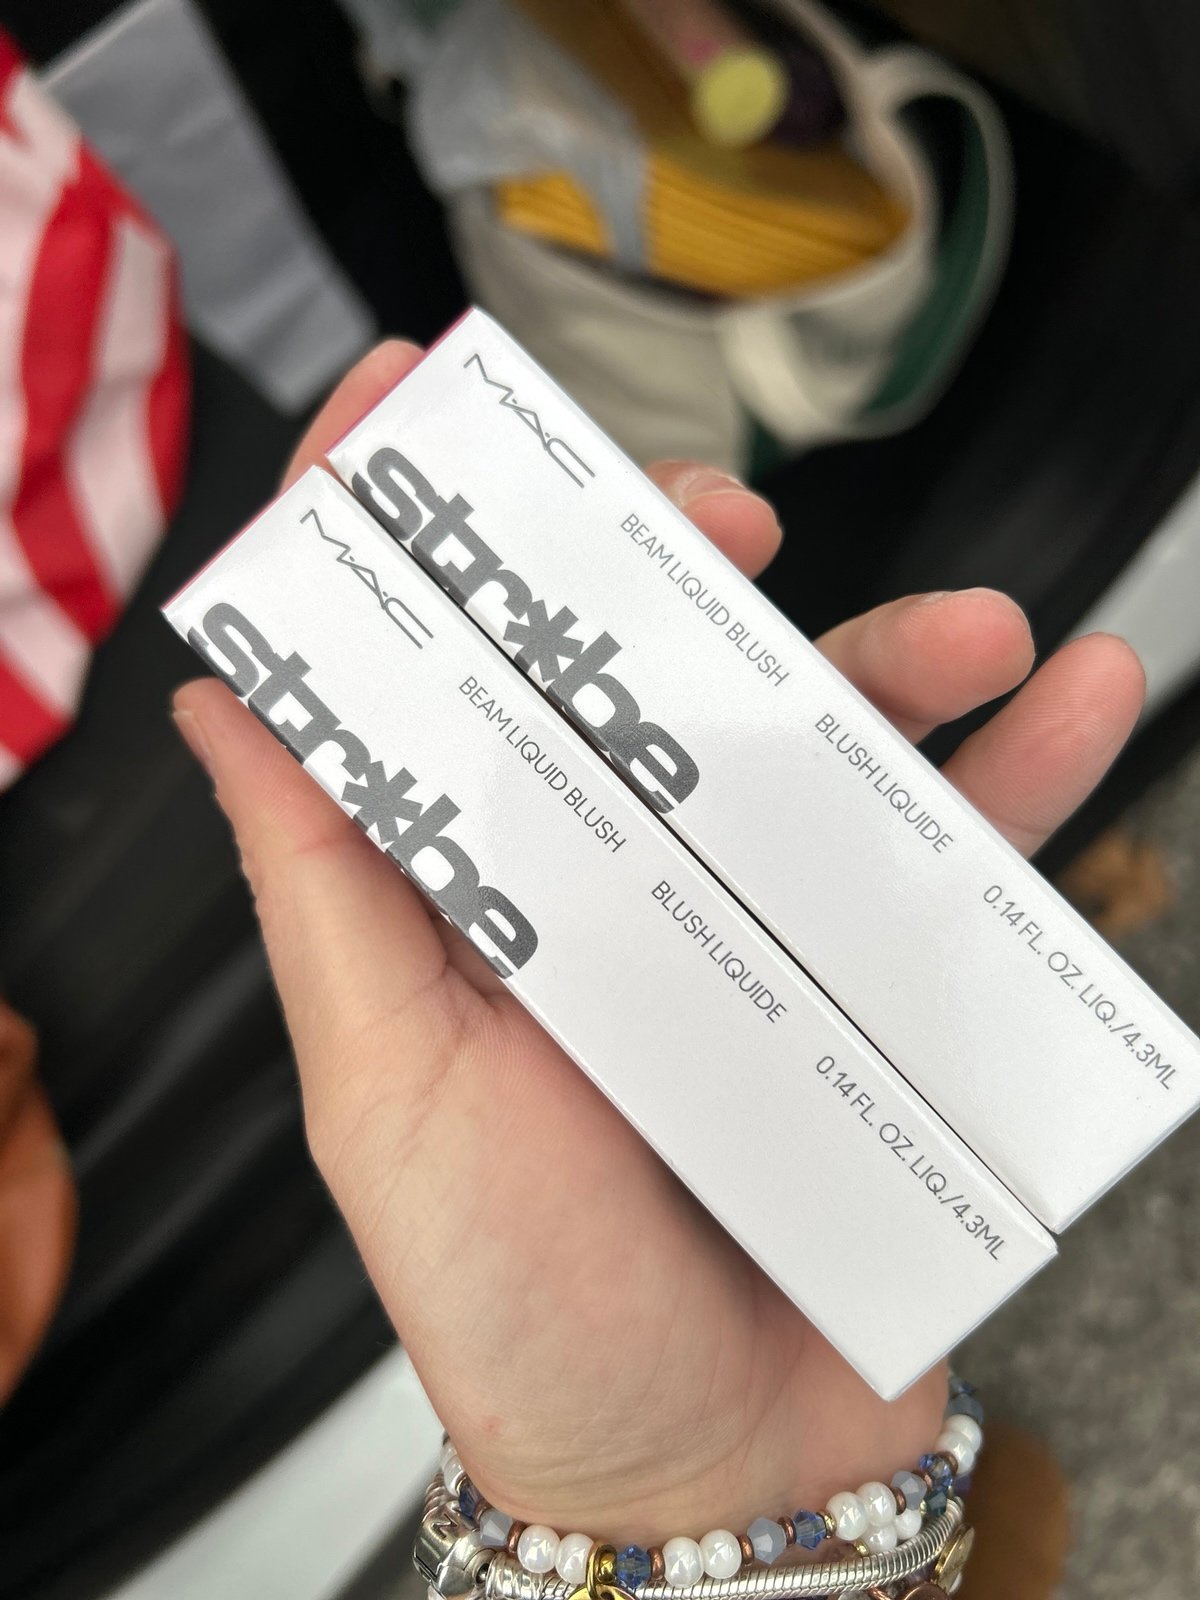 M·A·C
str*be
BEAM LIQUID BLUSH
BLUSH LIQUIDE
0.14 FL. OZ. LIQ./4.3ML
M·A·C
str*be
BEAM LIQUID BLUSH
BLUSH LIQUIDE
0.14 FL. OZ. LIQ./4.3ML